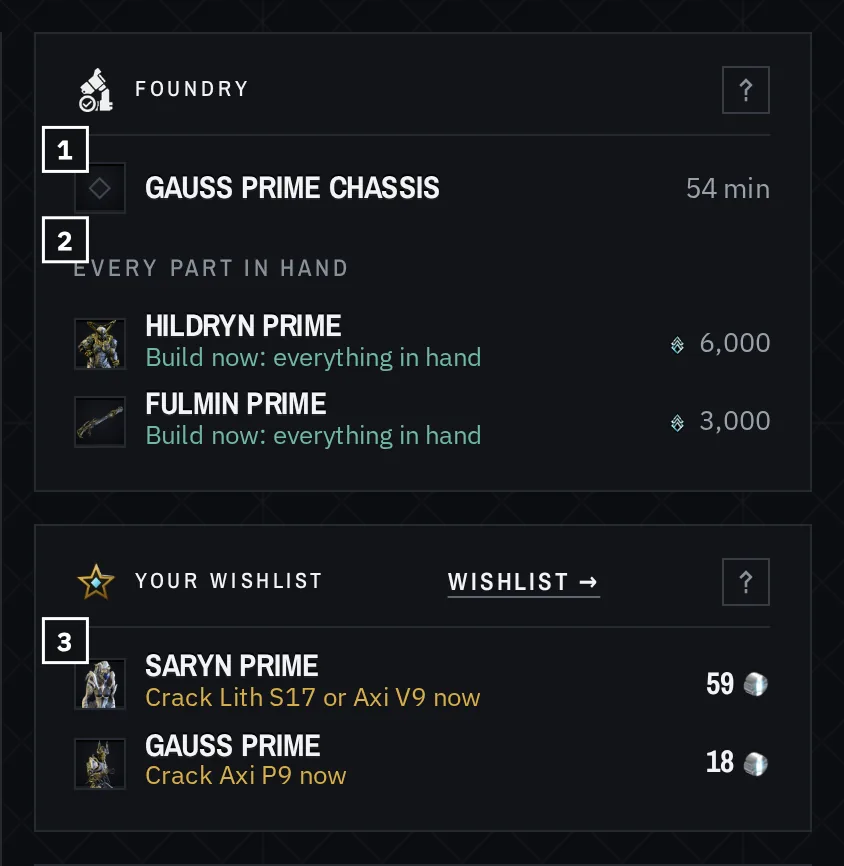 FOUNDRY
?
1
GAUSS PRIME CHASSIS
54 min
2
EVERY PART IN HAND
HILDRYN PRIME
Build now: everything in hand
6,000
FULMIN PRIME
Build now: everything in hand
3,000
YOUR WISHLIST
WISHLIST →
?
3
SARYN PRIME
Crack Lith S17 or Axi V9 now
59
GAUSS PRIME
Crack Axi P9 now
18